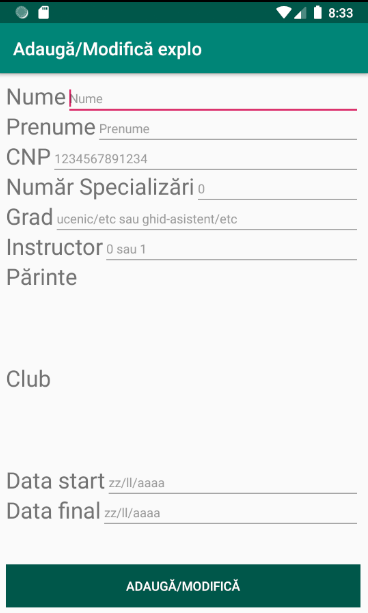 8:33
Adaugă/Modifică explo
Nume Nume
Prenume Prenume
CNP 1234567891234
Număr Specializări 0
Grad ucenic/etc sau ghid-asistent/etc
Instructor 0 sau 1
Părinte
Club
Data start zz/ll/aaaa
Data final zz/ll/aaaa
ADAUGĂ/MODIFICĂ